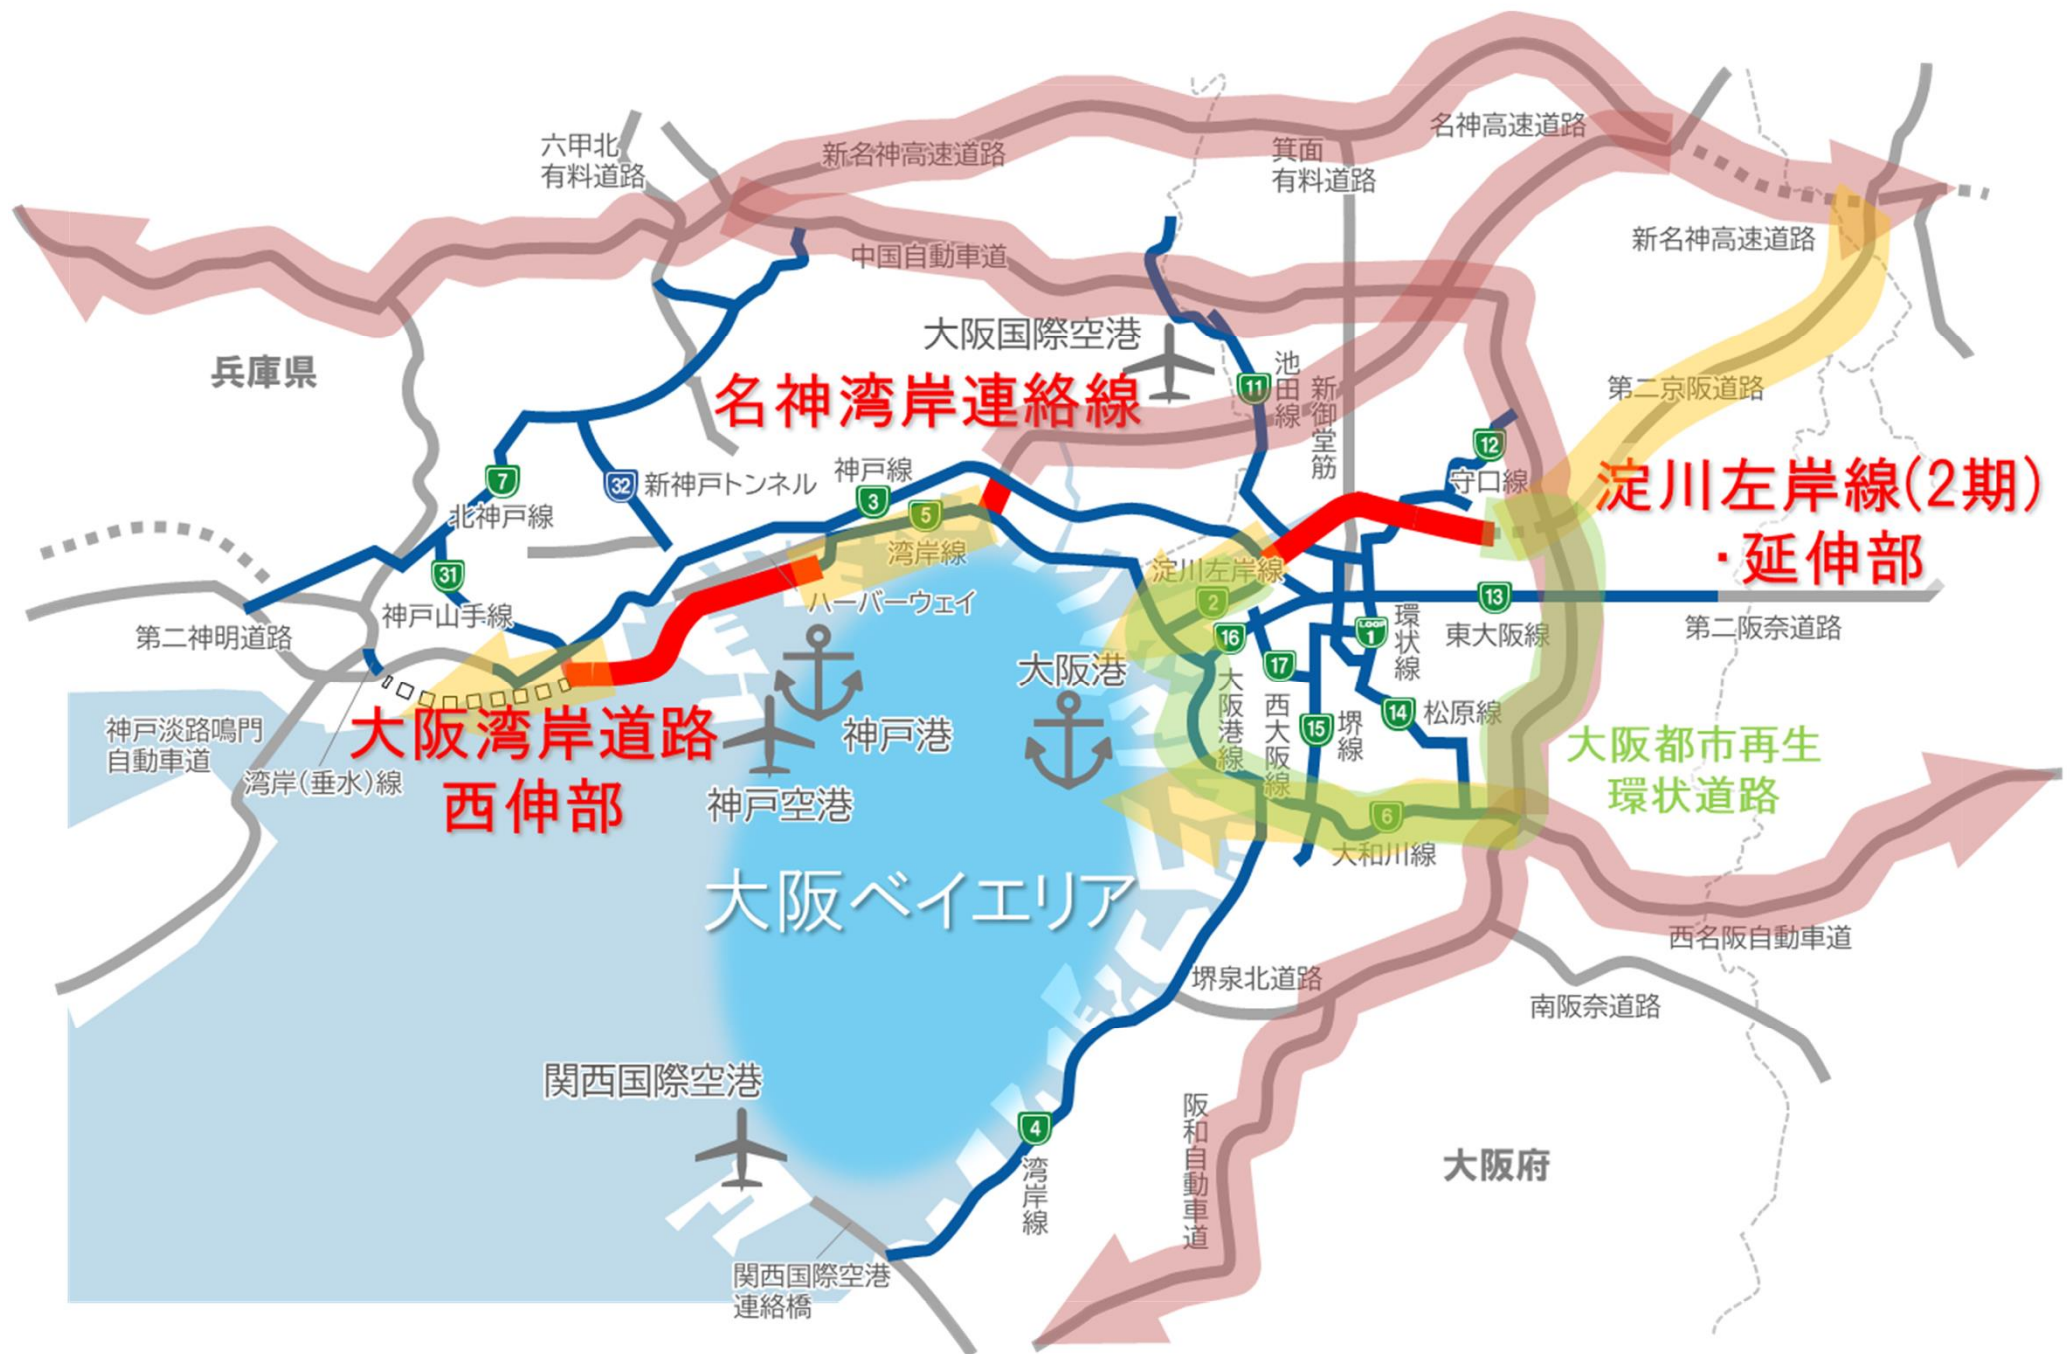 六甲北
有料道路
新名神高速道路
箕面
有料道路
名神高速道路
新名神高速道路
中国自動車道
兵庫県
大阪国際空港
名神湾岸連絡線
11
池田線
新御堂筋
第二京阪道路
12
守口線
淀川左岸線(2期)
・延伸部
7
北神戸線
32
新神戸トンネル
神戸線
3
5
湾岸線
31
神戸山手線
第二神明道路
ハーバーウェイ
淀川左岸線
2
16
17
LOOP
1
環状線
13
東大阪線
第二阪奈道路
神戸淡路鳴門
自動車道
湾岸(垂水)線
大阪湾岸道路
西伸部
神戸港
神戸空港
大阪港
大阪港線
西大阪線
15
堺線
14
松原線
大阪都市再生
環状道路
6
大和川線
大阪ベイエリア
西名阪自動車道
堺泉北道路
南阪奈道路
関西国際空港
4
湾岸線
阪和自動車道
大阪府
関西国際空港
連絡橋